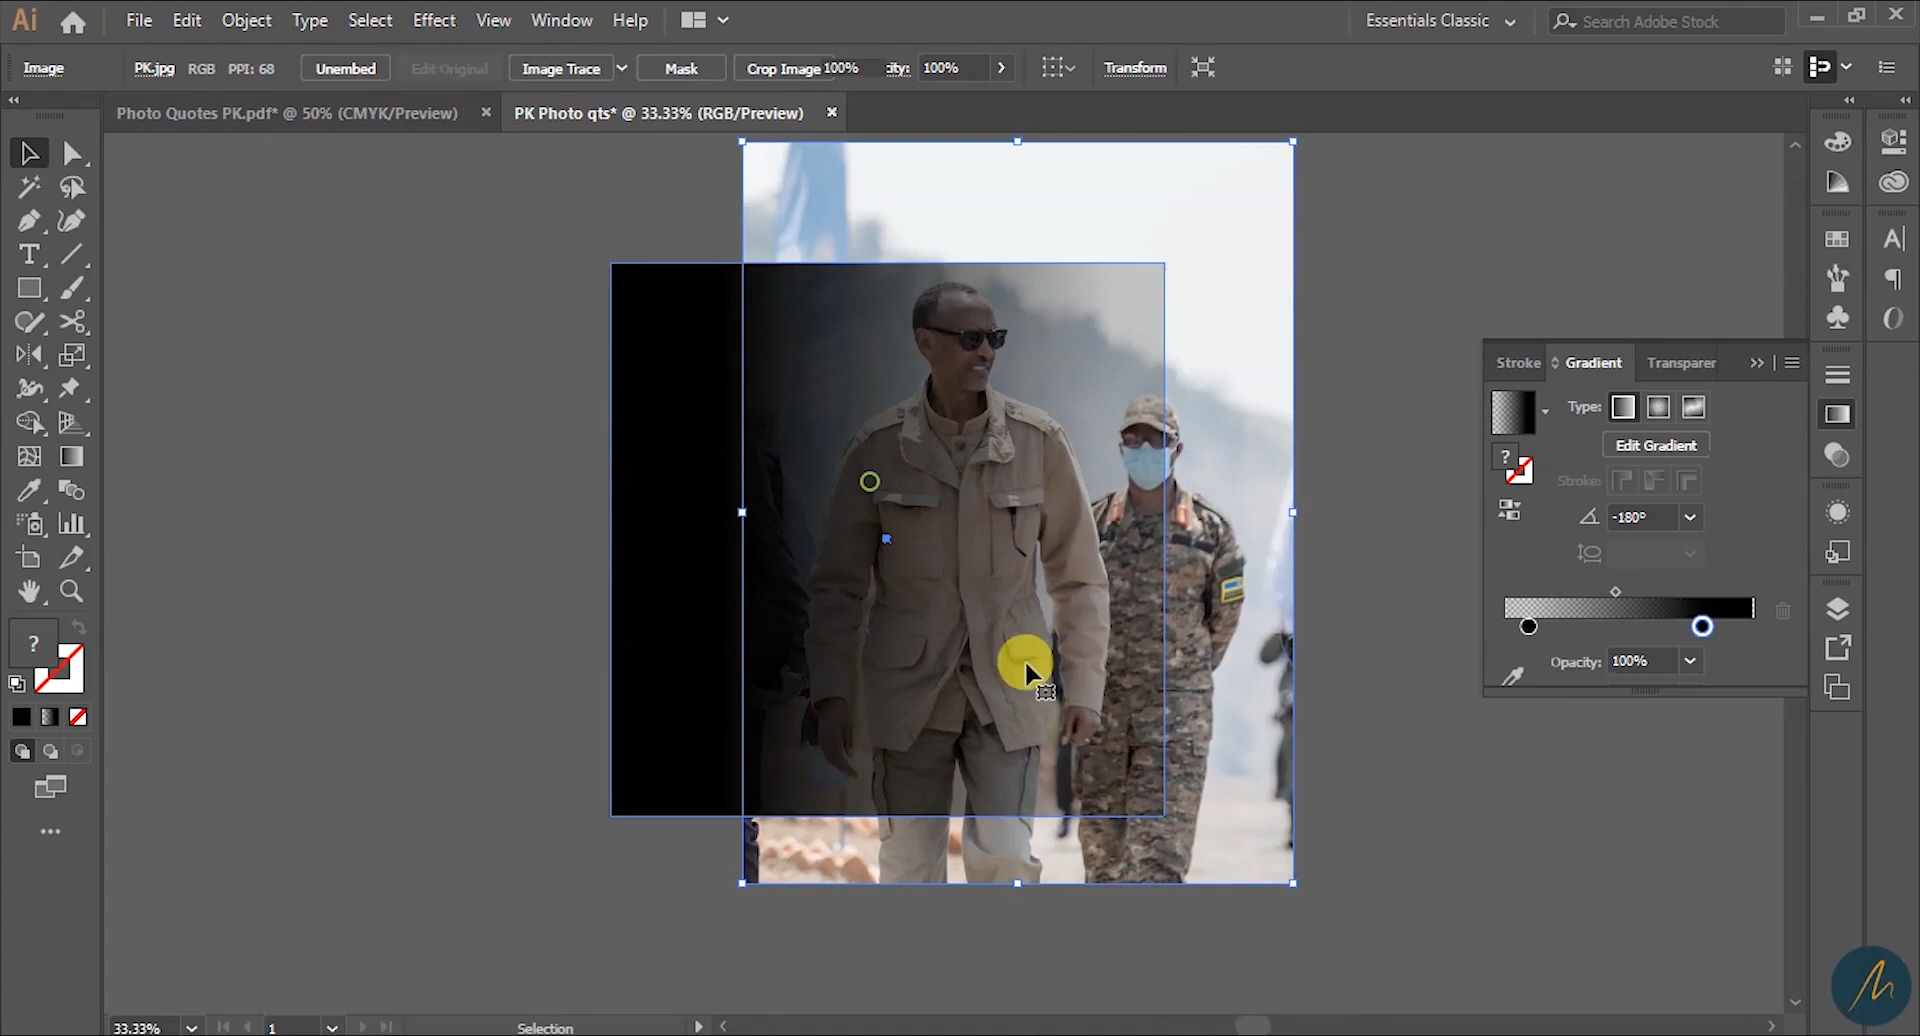 Ai File Edit Object Type Select Effect View Window Help Essentials Classic Search Adobe Stock
Image PK.jpg RGB PPI: 68 Unembed Edit Original Image Trace Mask Crop Image 100% city: 100% Transform
Photo Quotes PK.pdf* @ 50% (CMYK/Preview) PK Photo qts* @ 33.33% (RGB/Preview)
Stroke Gradient Transparer
Type:
Edit Gradient
Stroke:
-180°
Opacity: 100%
?
?
33.33% 1 Selection